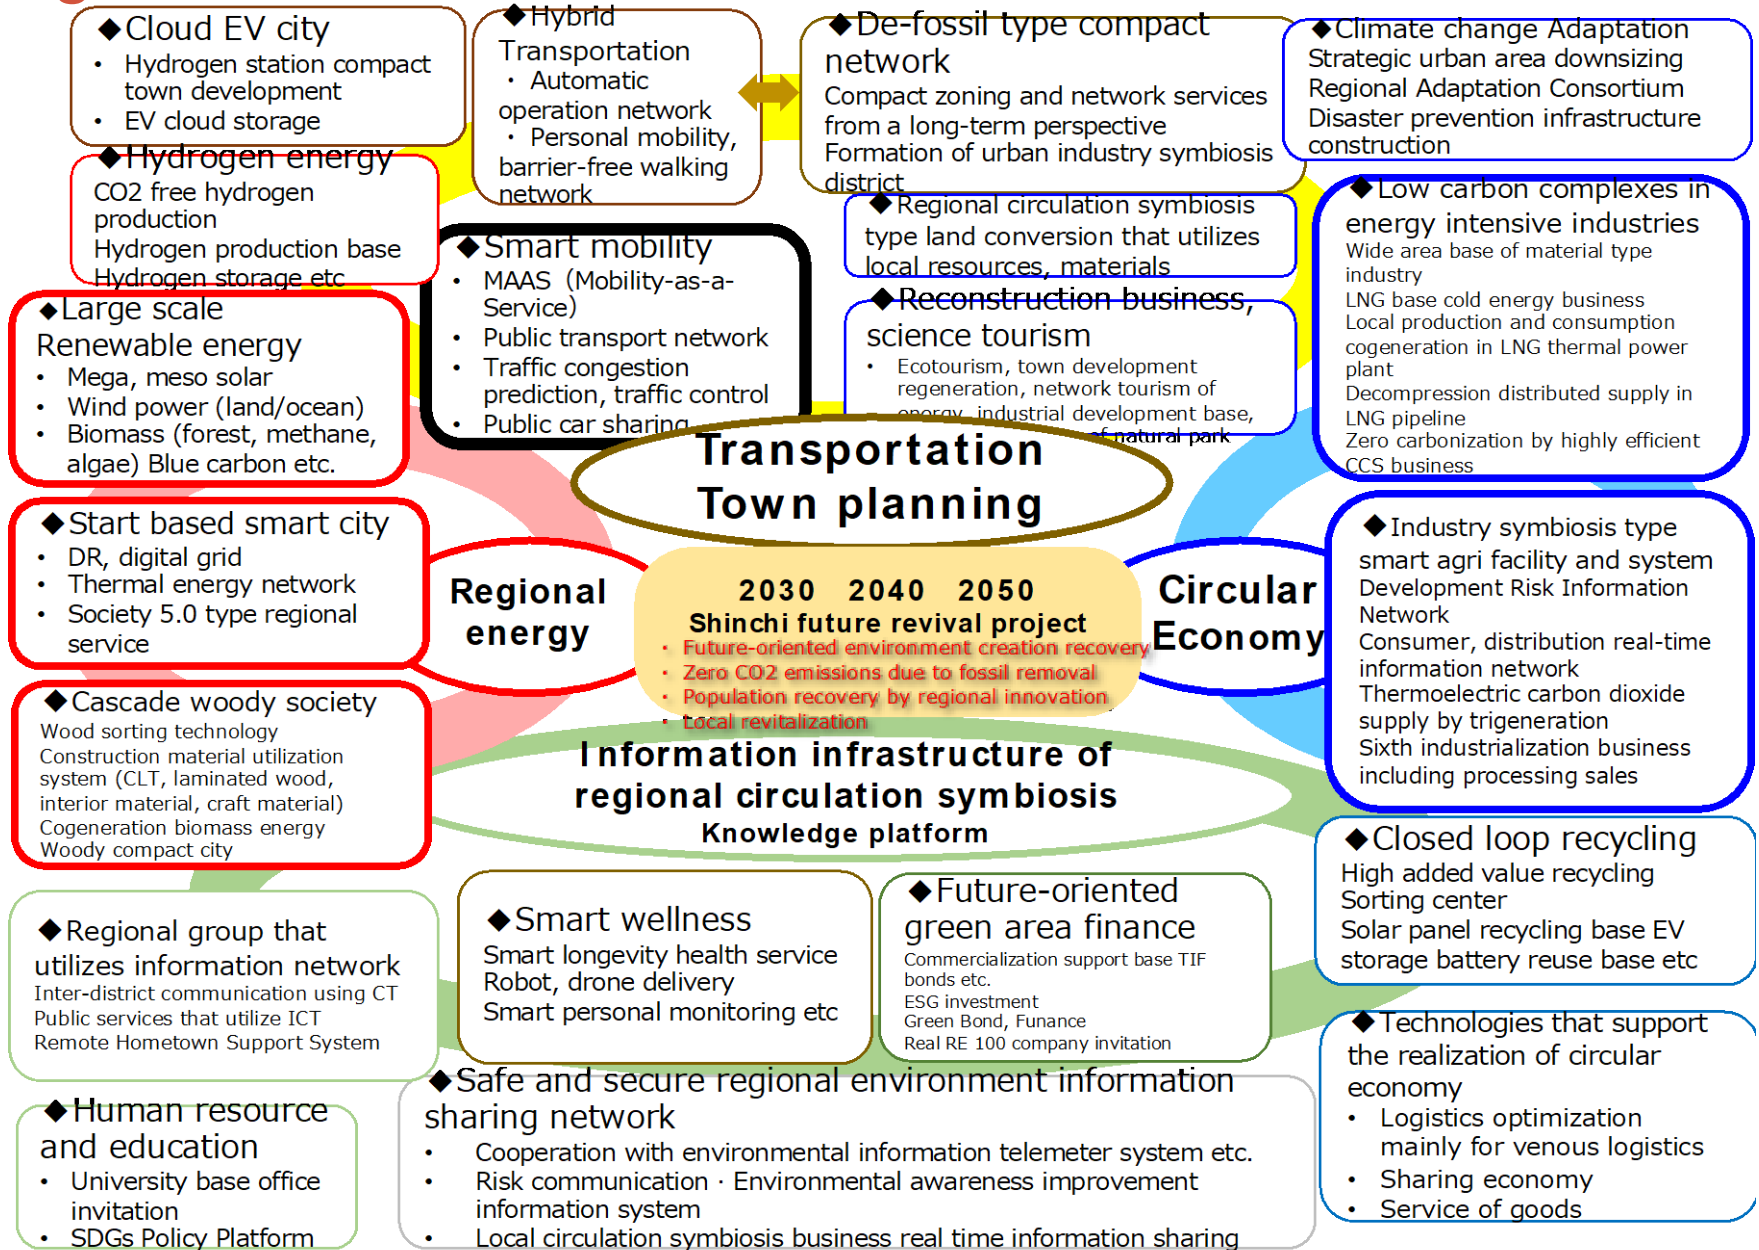 ◆Cloud EV city
• Hydrogen station compact
town development
• EV cloud storage
◆Hybrid
Transportation
・Automatic
operation network
・Personal mobility,
barrier-free walking
network
◆De-fossil type compact
network
Compact zoning and network services
from a long-term perspective
Formation of urban industry symbiosis
district
◆Climate change Adaptation
Strategic urban area downsizing
Regional Adaptation Consortium
Disaster prevention infrastructure
construction
◆Hydrogen energy
CO2 free hydrogen
production
Hydrogen production base
Hydrogen storage etc
◆Smart mobility
• MAAS（Mobility-as-a-
Service）
• Public transport network
• Traffic congestion
prediction, traffic control
• Public car sharing
◆Regional circulation symbiosis
type land conversion that utilizes
local resources, materials
◆Reconstruction business,
science tourism
• Ecotourism, town development
regeneration, network tourism of
energy, industrial development base,
of natural park
◆Low carbon complexes in
energy intensive industries
Wide area base of material type
industry
LNG base cold energy business
Local production and consumption
cogeneration in LNG thermal power
plant
Decompression distributed supply in
LNG pipeline
Zero carbonization by highly efficient
CCS business
◆Large scale
Renewable energy
• Mega, meso solar
• Wind power (land/ocean)
• Biomass (forest, methane,
algae) Blue carbon etc.
Transportation
Town planning
◆Start based smart city
• DR, digital grid
• Thermal energy network
• Society 5.0 type regional
service
Regional
energy
2030 2040 2050
Shinchi future revival project
・ Future-oriented environment creation recovery
・ Zero CO2 emissions due to fossil removal
・ Population recovery by regional innovation
・ Local revitalization
Circular
Economy
◆Industry symbiosis type
smart agri facility and system
Development Risk Information
Network
Consumer, distribution real-time
information network
Thermoelectric carbon dioxide
supply by trigeneration
Sixth industrialization business
including processing sales
◆Cascade woody society
Wood sorting technology
Construction material utilization
system (CLT, laminated wood,
interior material, craft material)
Cogeneration biomass energy
Woody compact city
Information infrastructure of
regional circulation symbiosis
Knowledge platform
◆Closed loop recycling
High added value recycling
Sorting center
Solar panel recycling base EV
storage battery reuse base etc
◆Regional group that
utilizes information network
Inter-district communication using CT
Public services that utilize ICT
Remote Hometown Support System
◆Smart wellness
Smart longevity health service
Robot, drone delivery
Smart personal monitoring etc
◆Future-oriented
green area finance
Commercialization support base TIF
bonds etc.
ESG investment
Green Bond, Funance
Real RE 100 company invitation
◆Technologies that support
the realization of circular
economy
• Logistics optimization
mainly for venous logistics
• Sharing economy
• Service of goods
◆Human resource
and education
• University base office
invitation
• SDGs Policy Platform
◆Safe and secure regional environment information
sharing network
• Cooperation with environmental information telemeter system etc.
• Risk communication · Environmental awareness improvement
information system
• Local circulation symbiosis business real time information sharing